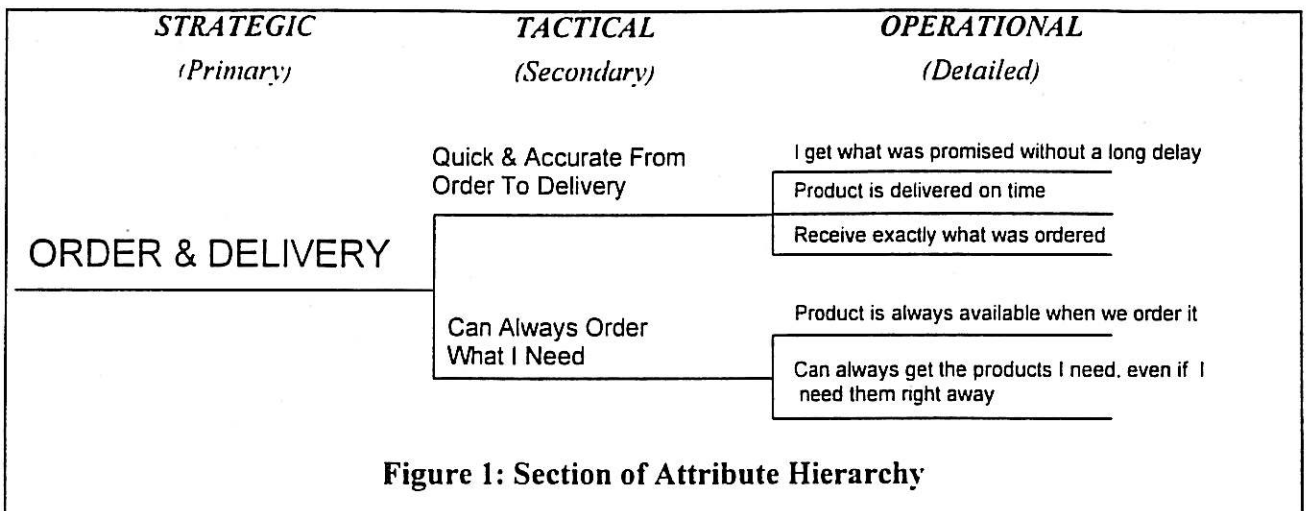 STRATEGIC TACTICAL OPERATIONAL
(Primary) (Secondary) (Detailed)
Quick & Accurate From
Order To Delivery
I get what was promised without a long delay
Product is delivered on time
Receive exactly what was ordered
ORDER & DELIVERY
Can Always Order
What I Need
Product is always available when we order it
Can always get the products I need, even if I
need them right away
Figure 1: Section of Attribute Hierarchy